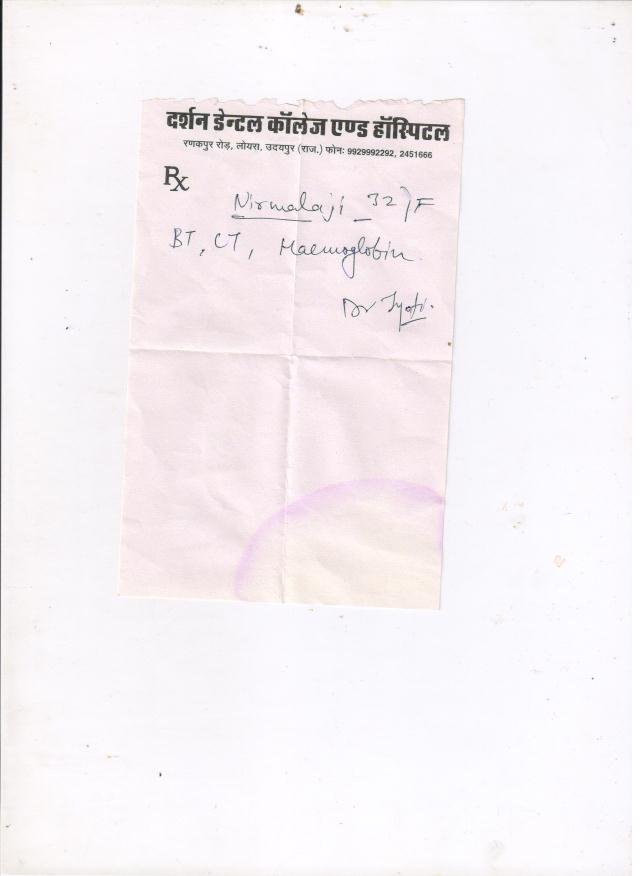 दर्शन डेन्टल कॉलेज एण्ड हॉस्पिटल
रणकपुर रोड़, लोयरा, उदयपुर (राज.) फोनः 9929992292, 2451666
Rx
Nirmalaji _ 32/F
BT, CT, Haemoglobin.
Dr Jyoti.